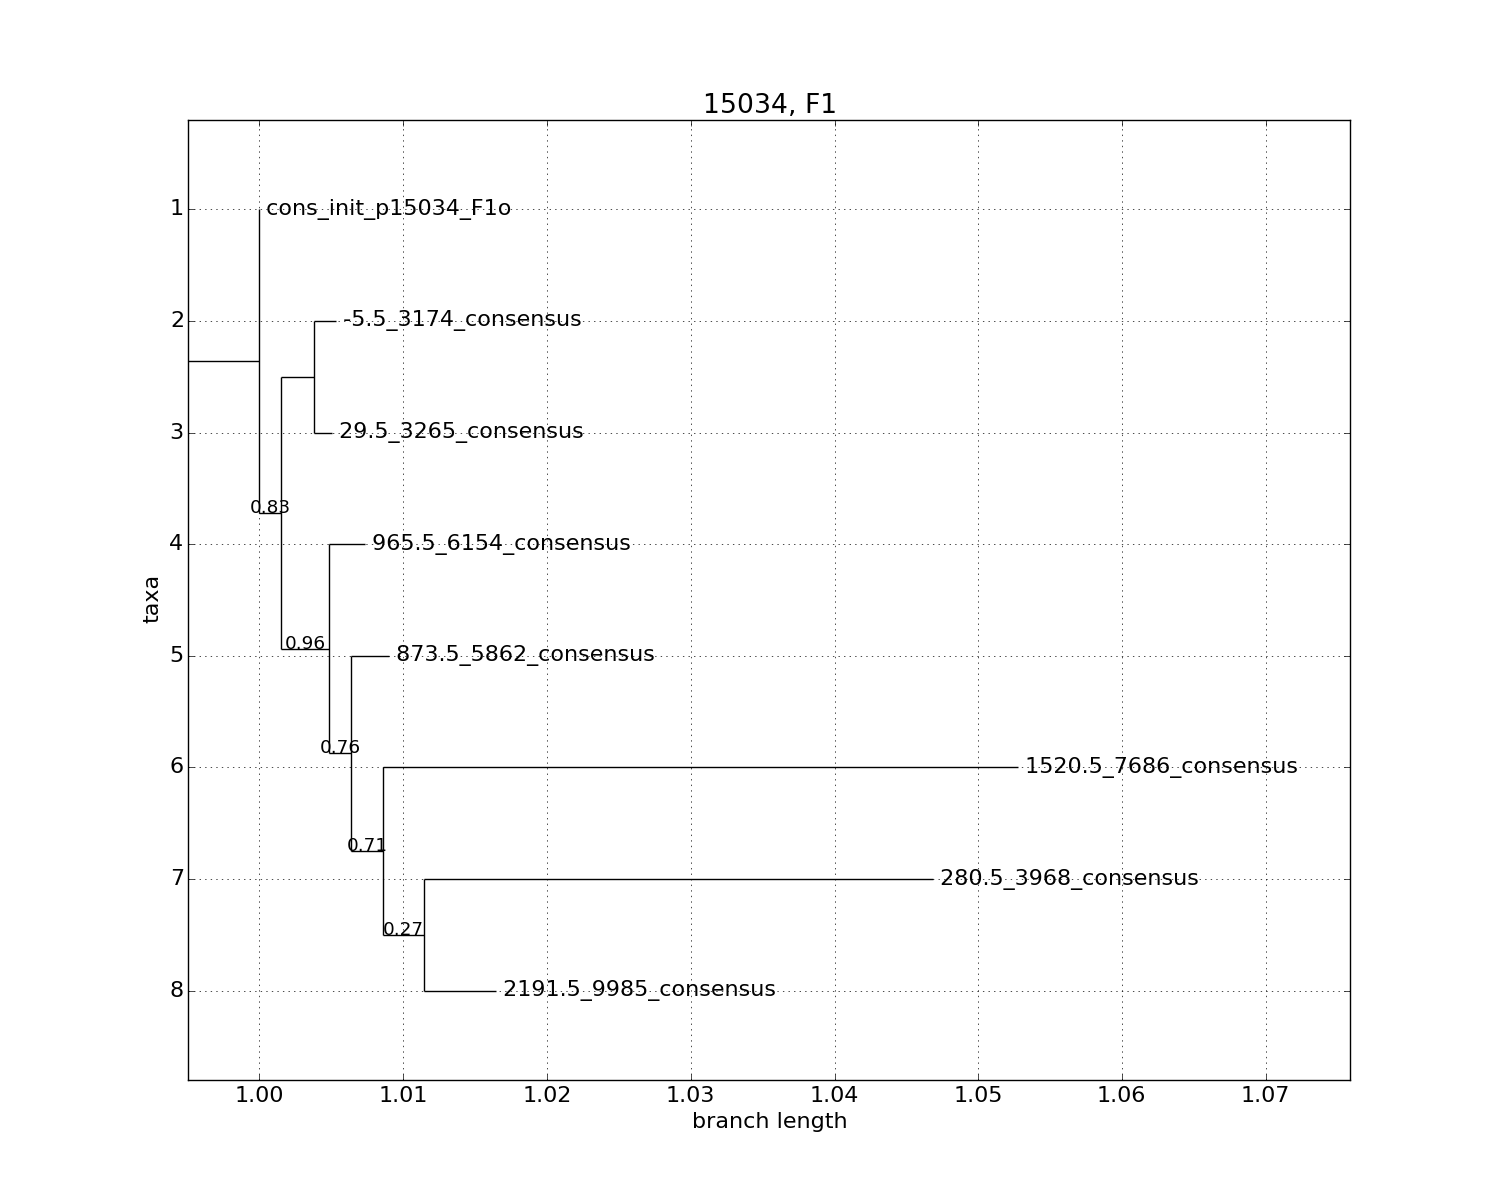 15034, F1
1
cons_init_p15034_F1o
2
-5.5_3174_consensus
3
29.5_3265_consensus
0.83
4
965.5_6154_consensus
taxa
0.96
5
873.5_5862_consensus
0.76
6
1520.5_7686_consensus
0.71
7
280.5_3968_consensus
0.27
8
2191.5_9985_consensus
1.00 1.01 1.02 1.03 1.04 1.05 1.06 1.07
branch length